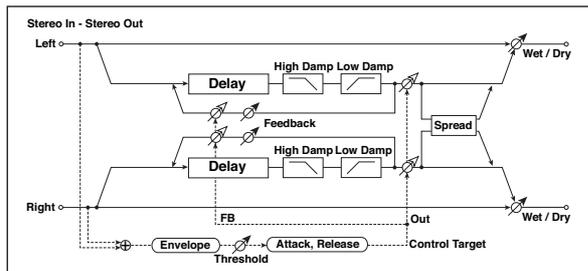 Stereo In - Stereo Out
Left
Wet / Dry
High Damp Low Damp
Delay
Feedback
Spread
High Damp Low Damp
Delay
Right
Wet / Dry
FB
Out
Envelope
Threshold
Attack, Release
Control Target